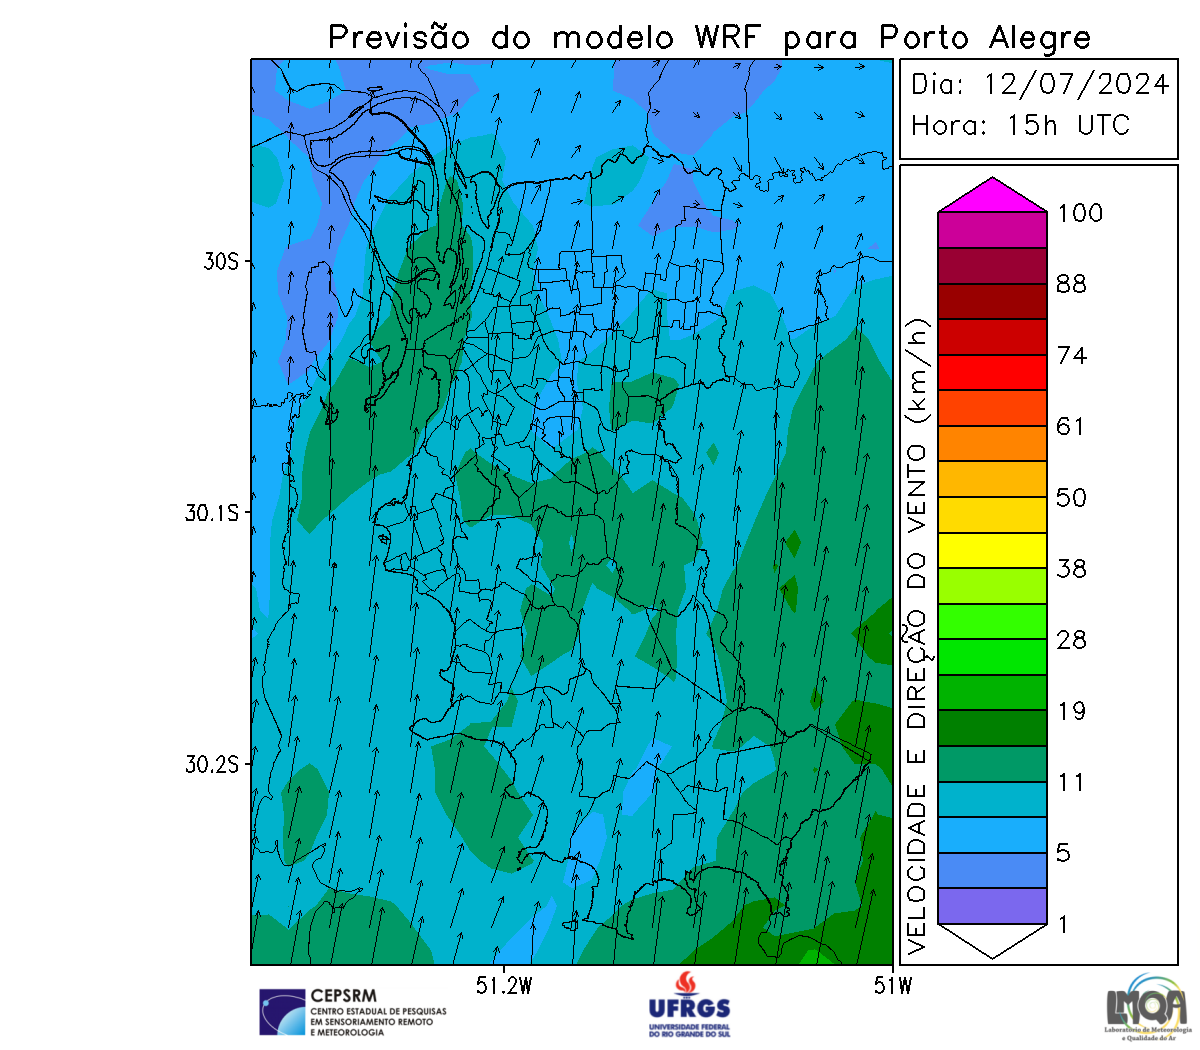 Previsão do modelo WRF para Porto Alegre
Dia: 12/07/2024
Hora: 15h UTC
30S
30.1S
30.2S
51.2W
51W
VELOCIDADE E DIREÇÃO DO VENTO (km/h)
100
88
74
61
50
38
28
19
11
5
1
CEPSRM
CENTRO ESTADUAL DE PESQUISAS
EM SENSORIAMENTO REMOTO
E METEOROLOGIA
UFRGS
UNIVERSIDADE FEDERAL
DO RIO GRANDE DO SUL
LMQA
Laboratório de Meteorologia
e Qualidade do Ar